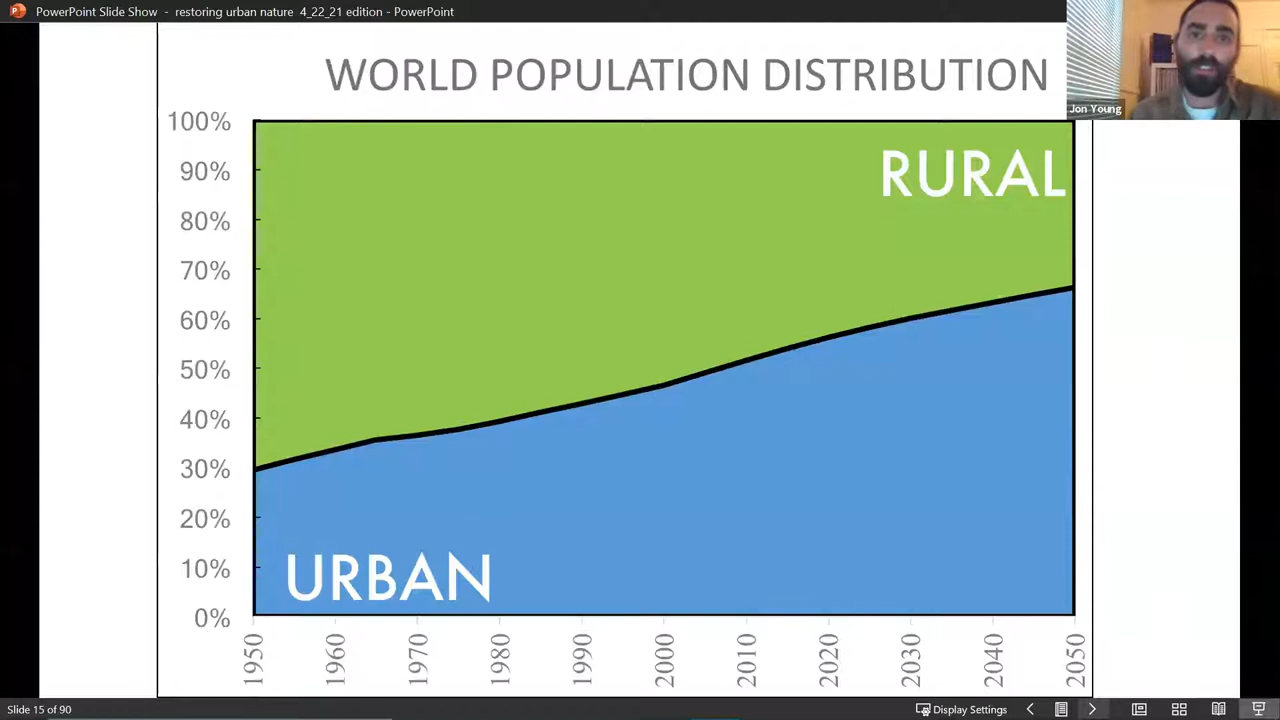 PowerPoint Slide Show - restoring urban nature 4_22_21 edition - PowerPoint
Jon Young
WORLD POPULATION DISTRIBUTION
100%
90%
80%
70%
60%
50%
40%
30%
20%
10%
0%
RURAL
URBAN
1950 1960 1970 1980 1990 2000 2010 2020 2030 2040 2050
Slide 15 of 90
Display Settings